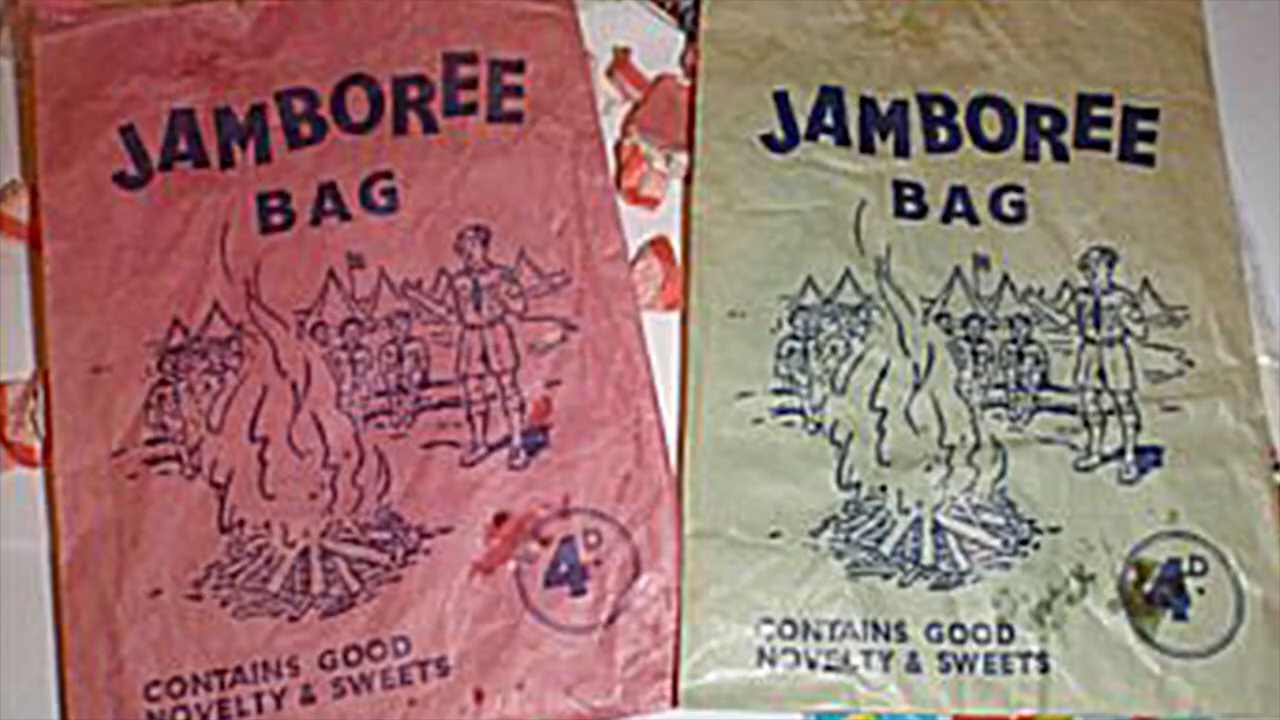 JAMBOREE
BAG
4D.
CONTAINS GOOD
NOVELTY & SWEETS
JAMBOREE
BAG
4D.
CONTAINS GOOD
NOVELTY & SWEETS